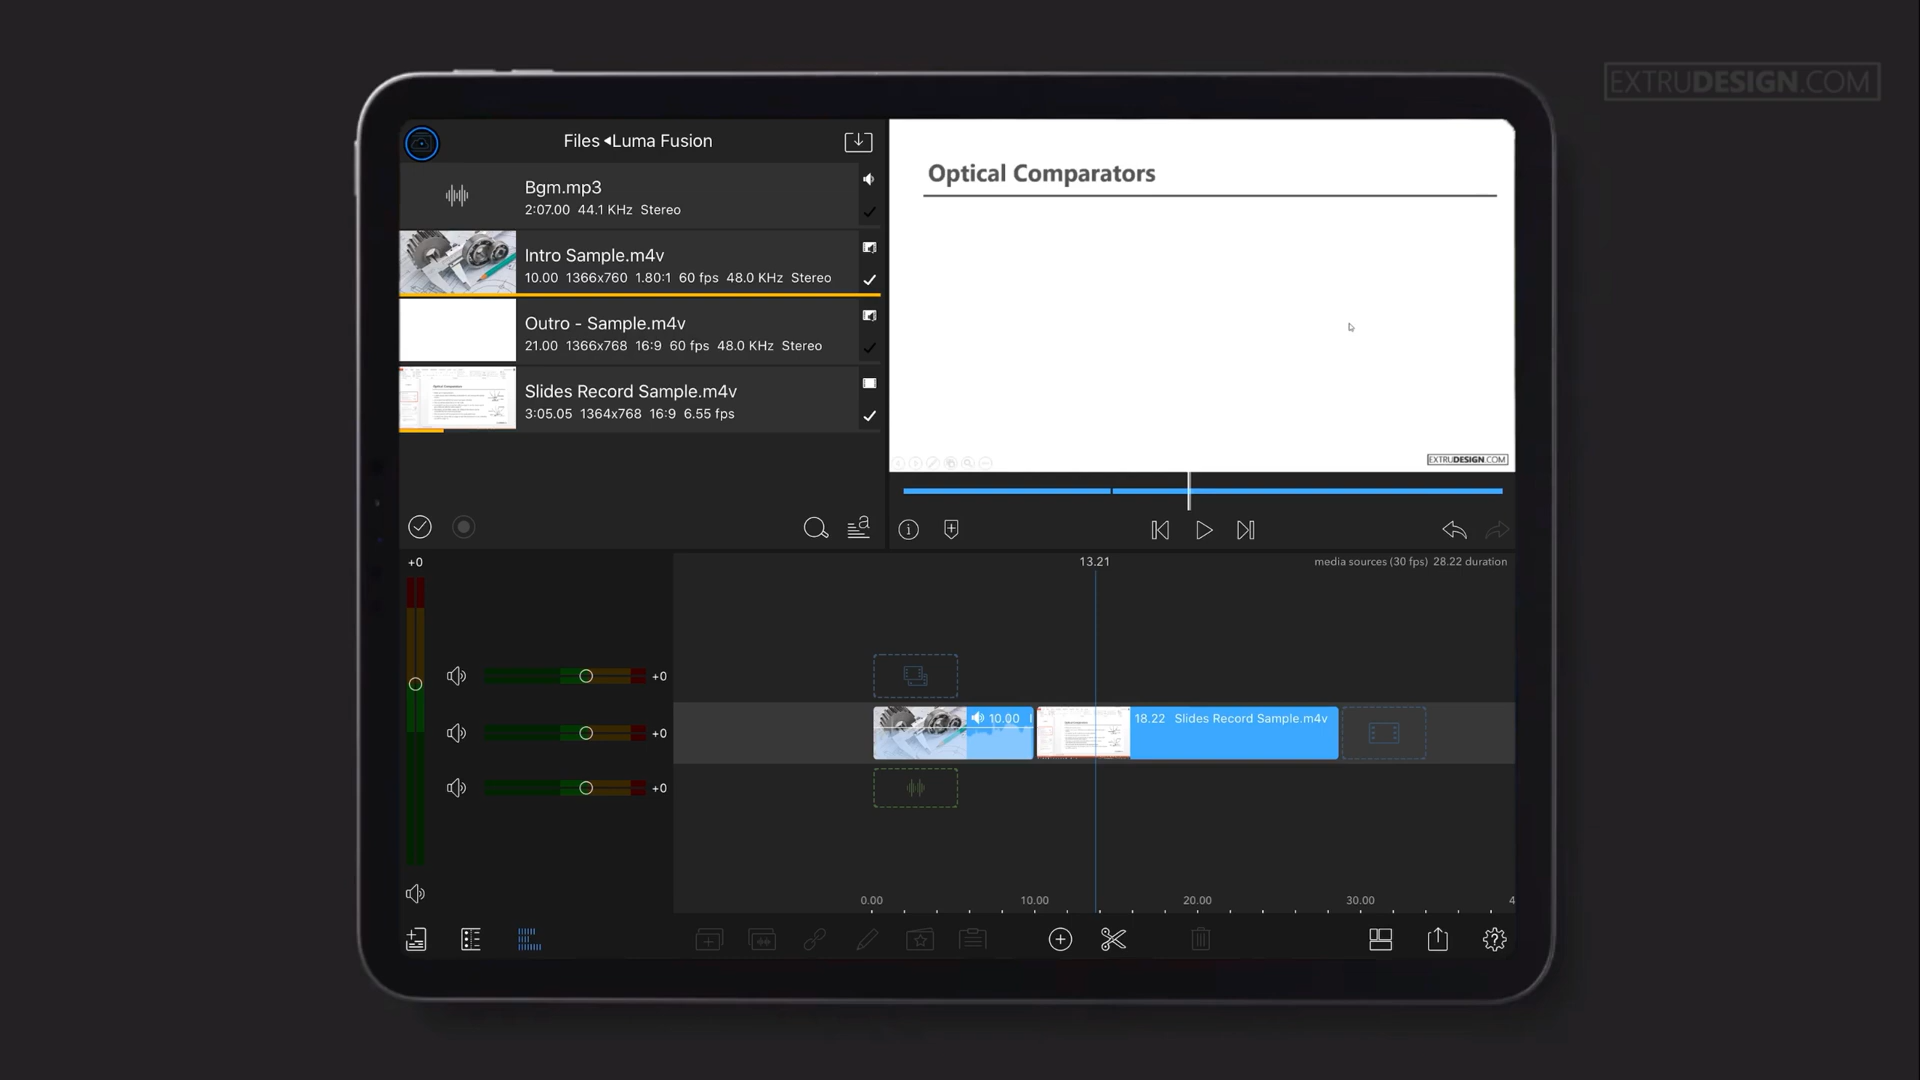 EXTRUDESIGN.COM
Files ◂Luma Fusion
Bgm.mp3
2:07.00 44.1 KHz Stereo
Intro Sample.m4v
10.00 1366x760 1.80:1 60 fps 48.0 KHz Stereo
Outro - Sample.m4v
21.00 1366x768 16:9 60 fps 48.0 KHz Stereo
Slides Record Sample.m4v
3:05.05 1364x768 16:9 6.55 fps
Optical Comparators
EXTRUDESIGN.COM
+0
13.21
media sources (30 fps) 28.22 duration
+0
10.00
18.22 Slides Record Sample.m4v
+0
+0
0.00
10.00
20.00
30.00
4